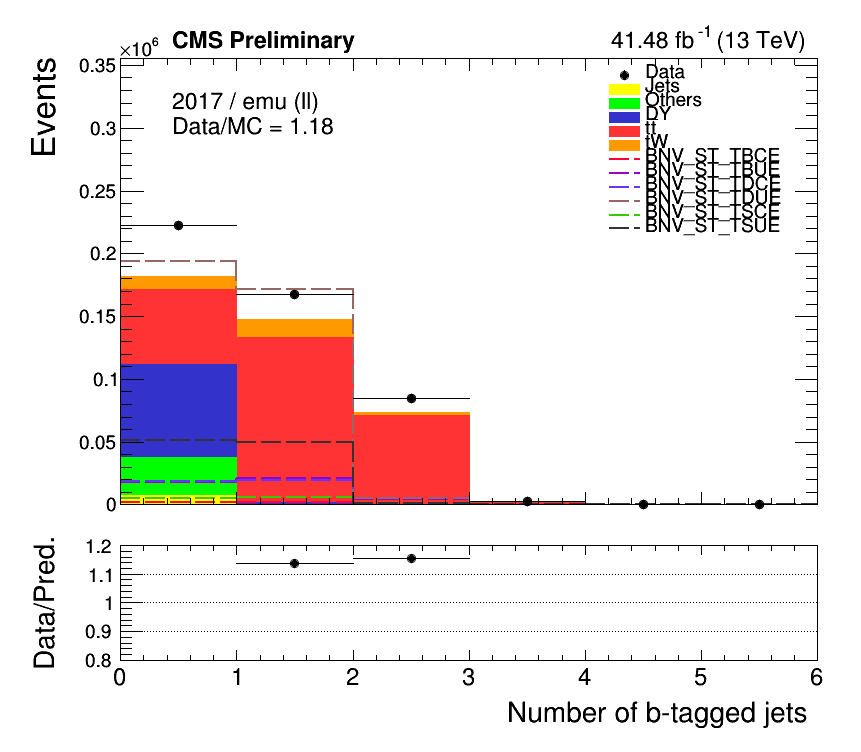 ×10⁶ CMS Preliminary 41.48 fb⁻¹ (13 TeV)
Events
0.35
0.3
0.25
0.2
0.15
0.1
0.05
0
2017 / emu (ll)
Data/MC = 1.18
Data
Jets
Others
DY
tt
tW
BNV_ST_TBCE
BNV_ST_TBUE
BNV_ST_TDCE
BNV_ST_TDUE
BNV_ST_TSCE
BNV_ST_TSUE
Data/Pred.
1.2
1.1
1
0.9
0.8
0 1 2 3 4 5 6
Number of b-tagged jets